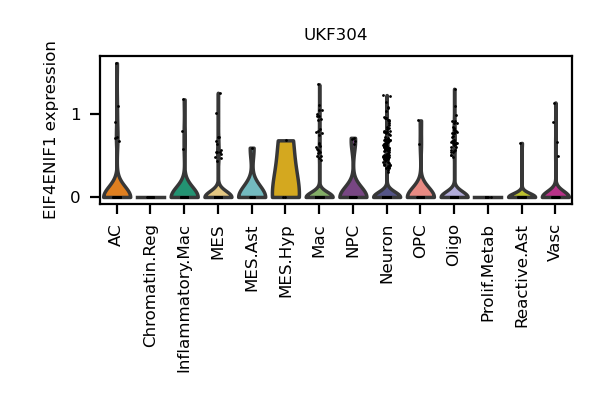 UKF304
EIF4ENIF1 expression
1
0
AC
Chromatin.Reg
Inflammatory.Mac
MES
MES.Ast
MES.Hyp
Mac
NPC
Neuron
OPC
Oligo
Prolif.Metab
Reactive.Ast
Vasc